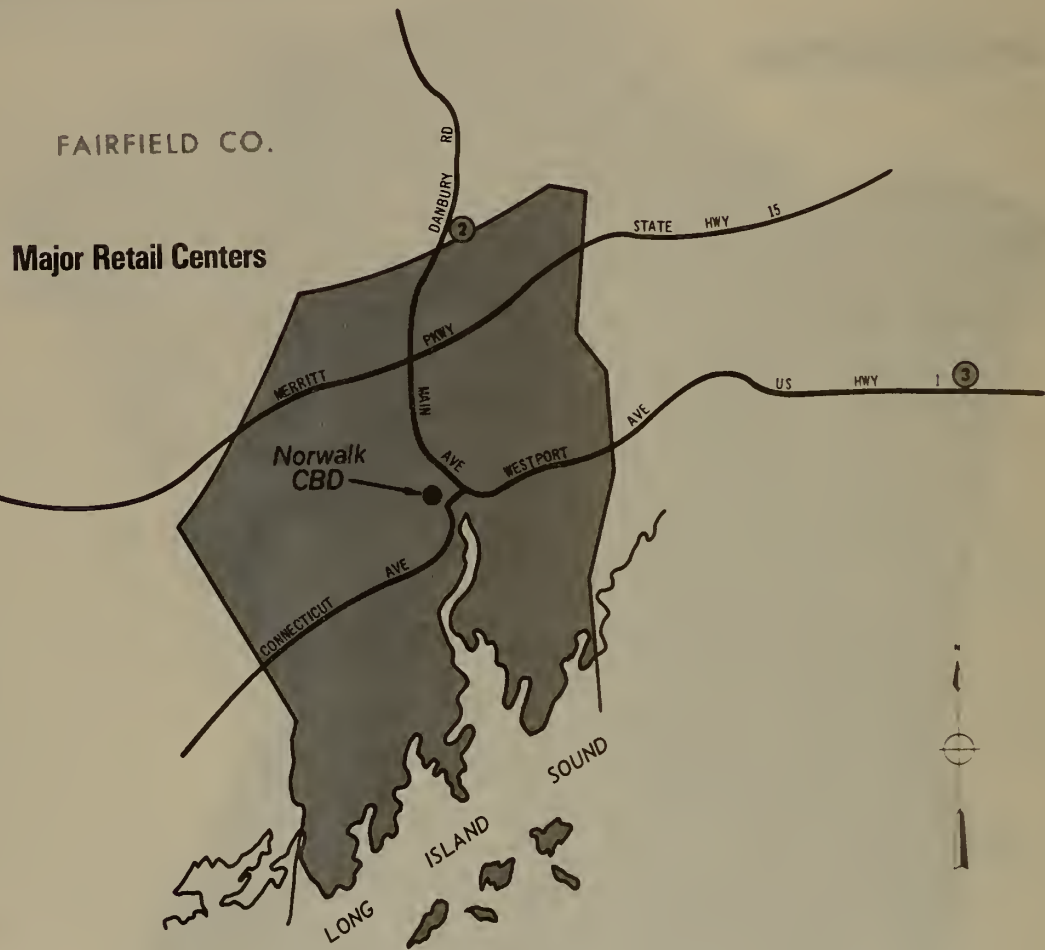 FAIRFIELD CO.
Major Retail Centers
DANBURY RD
2
STATE HWY 15
MERRITT PKWY
MAIN AVE
US HWY 1
3
WESTPORT AVE
Norwalk
CBD
CONNECTICUT AVE
LONG ISLAND SOUND